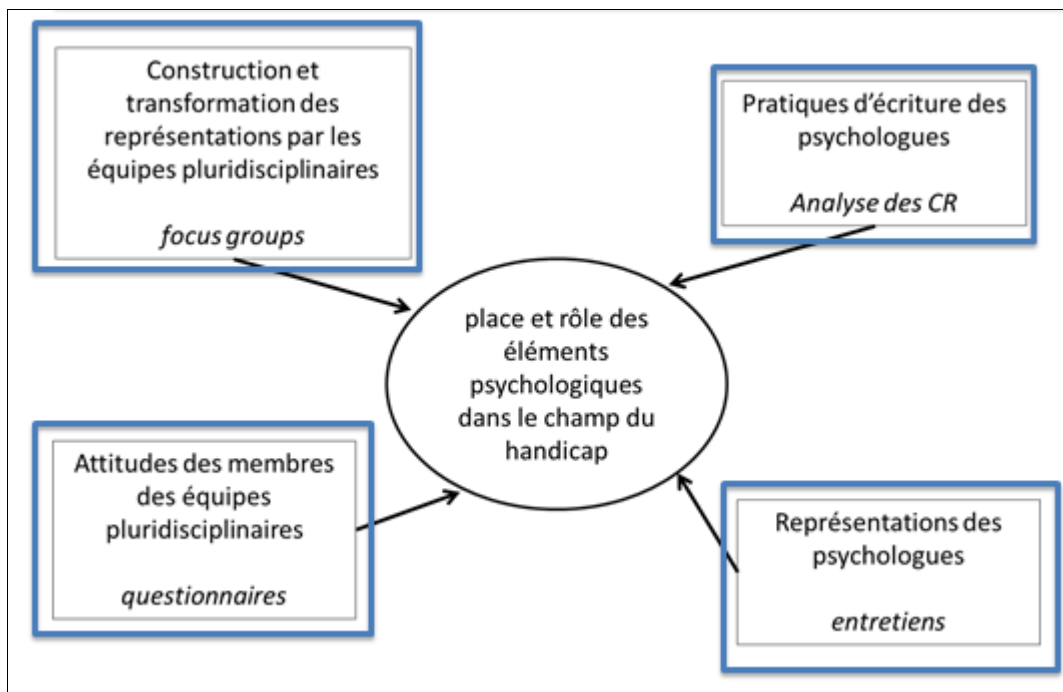 Construction et
transformation des
représentations par les
équipes pluridisciplinaires
focus groups
Pratiques d'écriture des
psychologues
Analyse des CR
place et rôle des
éléments
psychologiques
dans le champ du
handicap
Attitudes des membres
des équipes
pluridisciplinaires
questionnaires
Représentations des
psychologues
entretiens